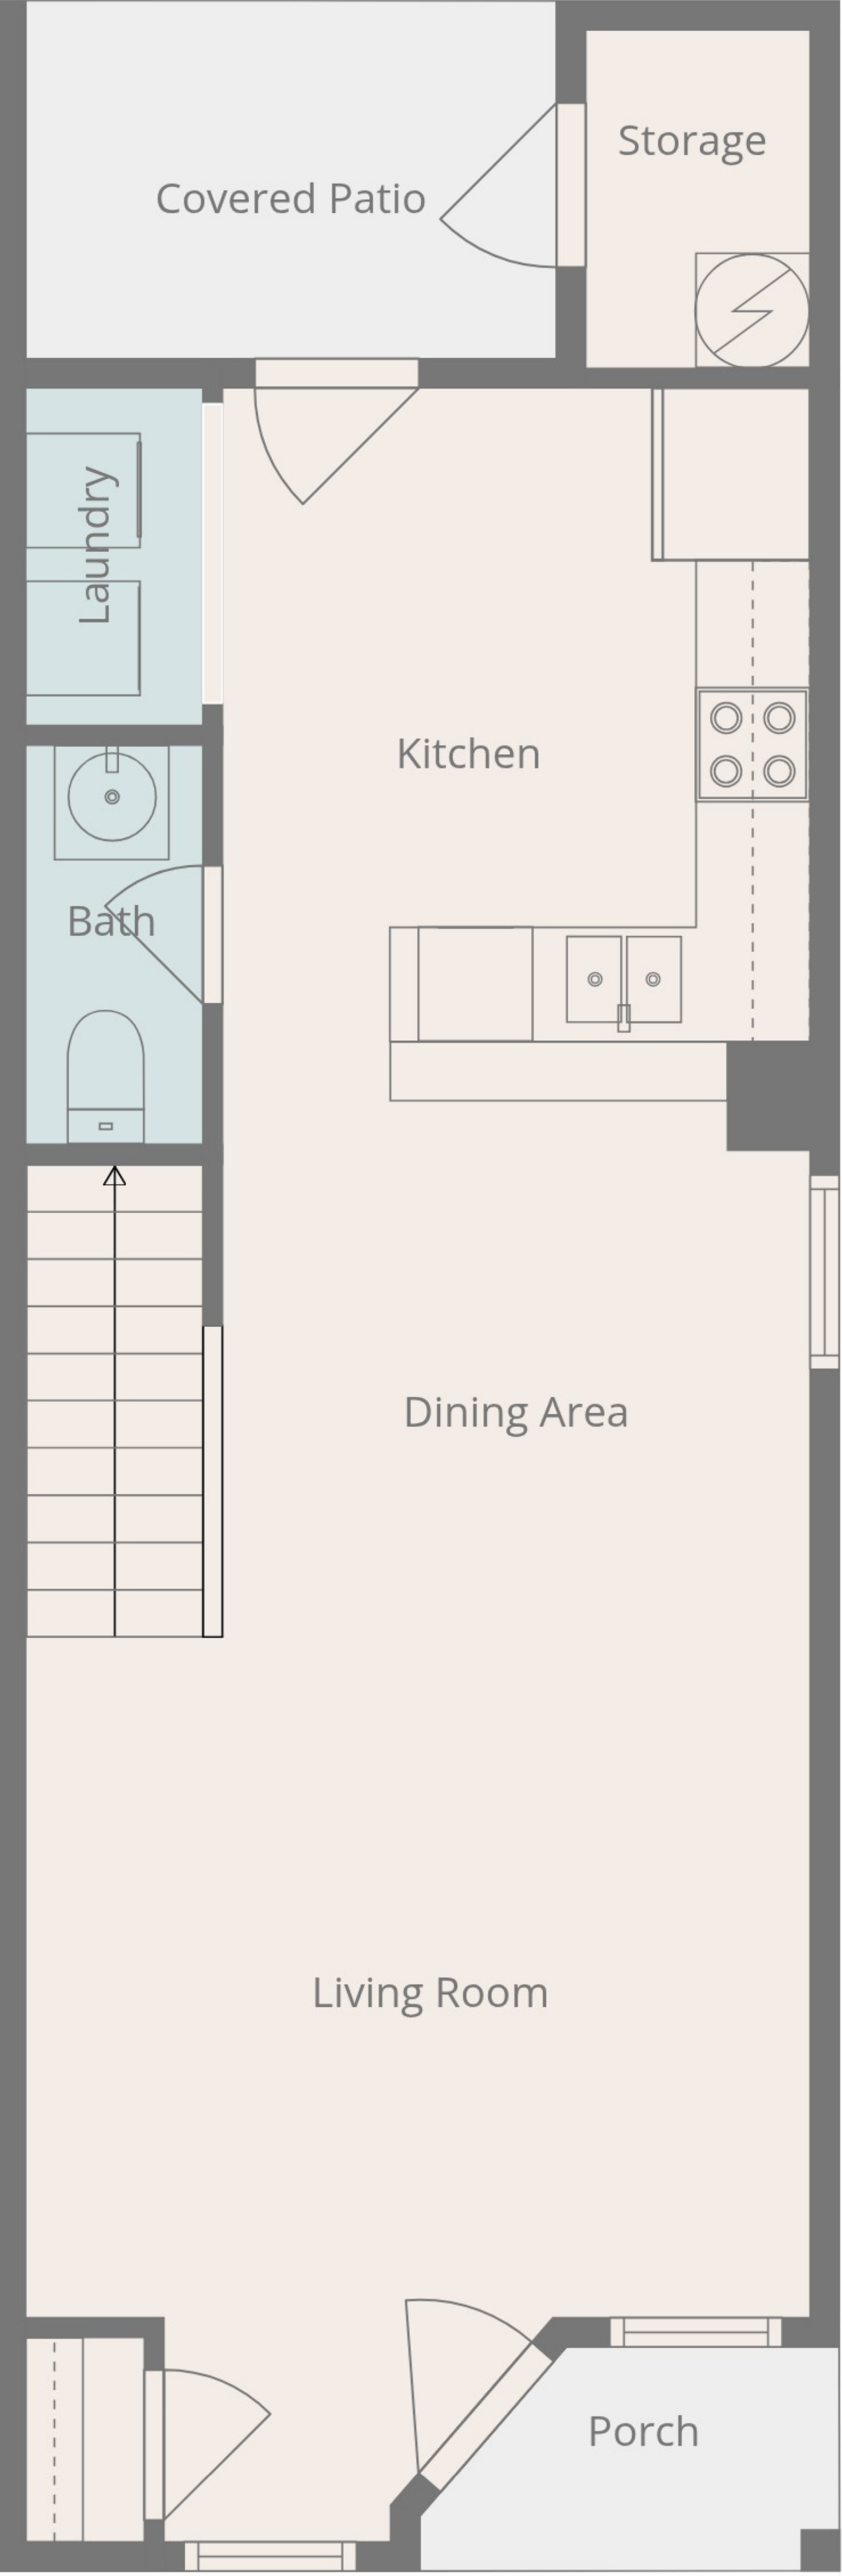 Storage
Covered Patio
Laundry
Kitchen
Bath
Dining Area
Living Room
Porch